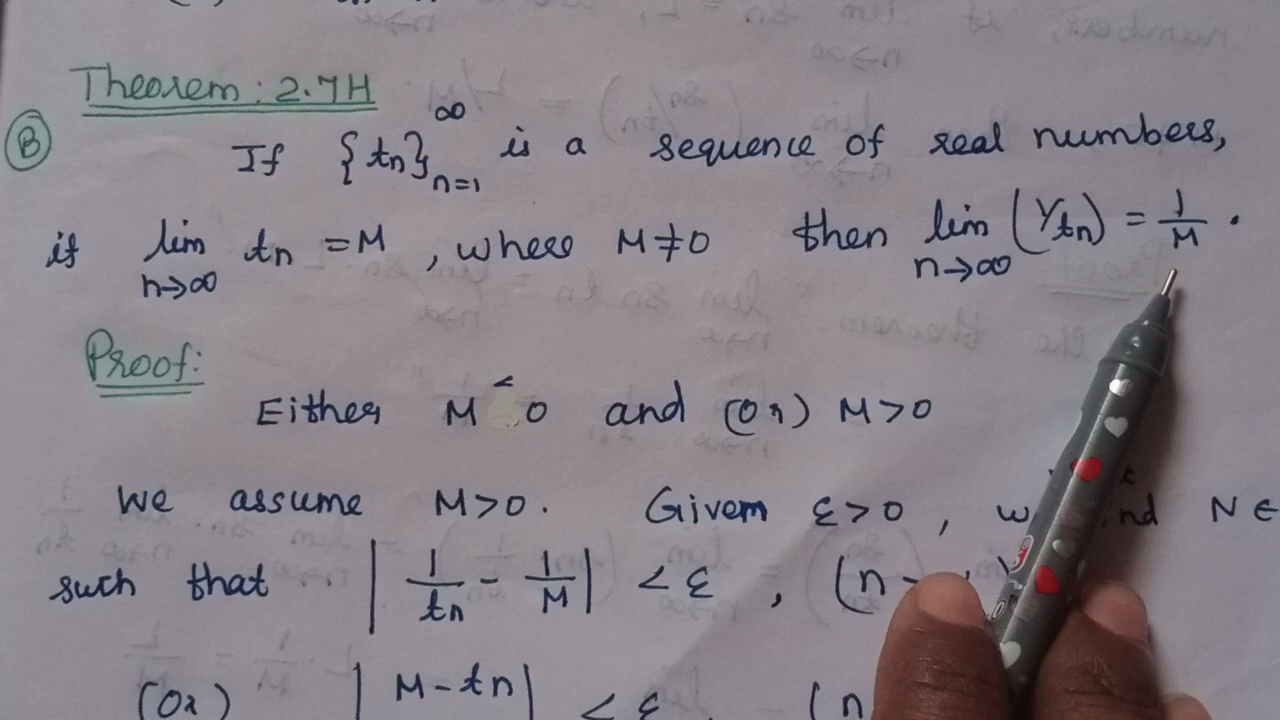 Theorem: 2.7H
(B)
If {tn}∞n=1 is a sequence of real numbers,
if lim n→∞ tn = M, where M≠0 then lim n→∞ (1/tn) = 1/M.
Proof:
Either M < 0 and (or) M>0
We assume M>0. Given ε>0, N ∈
such that |1/tn - 1/M| < ε, (n
(or) |M-tn| < ε, (n